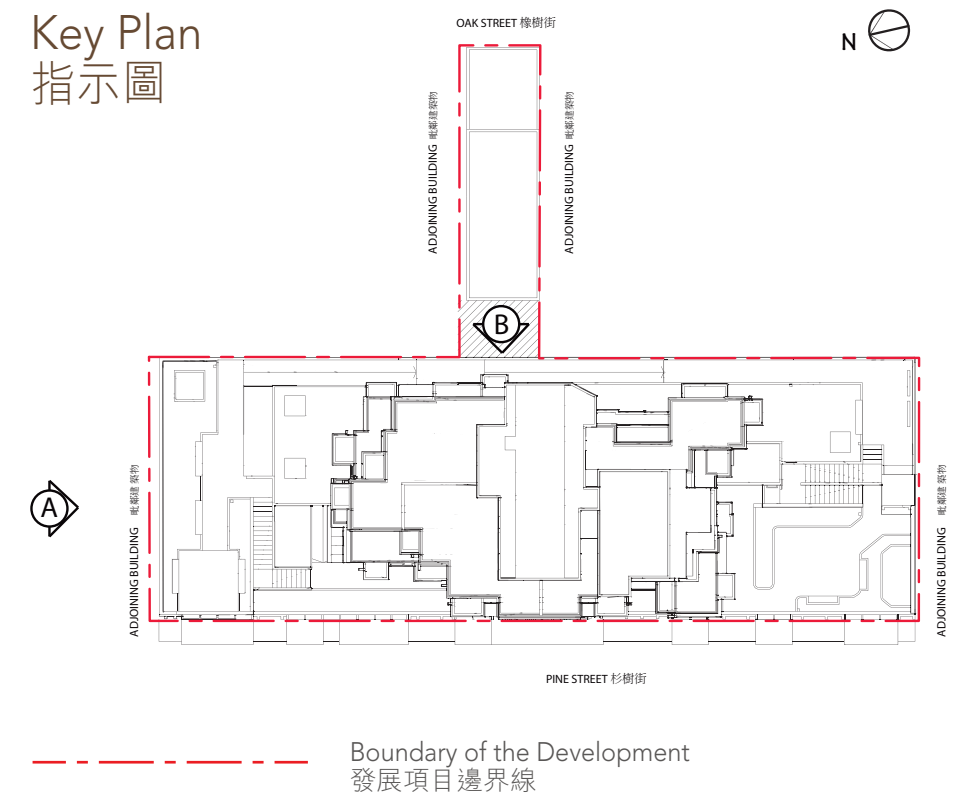 Key Plan
指示圖
OAK STREET 橡樹街
N
ADJOINING BUILDING 毗鄰建築物
ADJOINING BUILDING 毗鄰建築物
B
A
ADJOINING BUILDING 毗鄰建築物
ADJOINING BUILDING 毗鄰建築物
PINE STREET 杉樹街
Boundary of the Development
發展項目邊界線